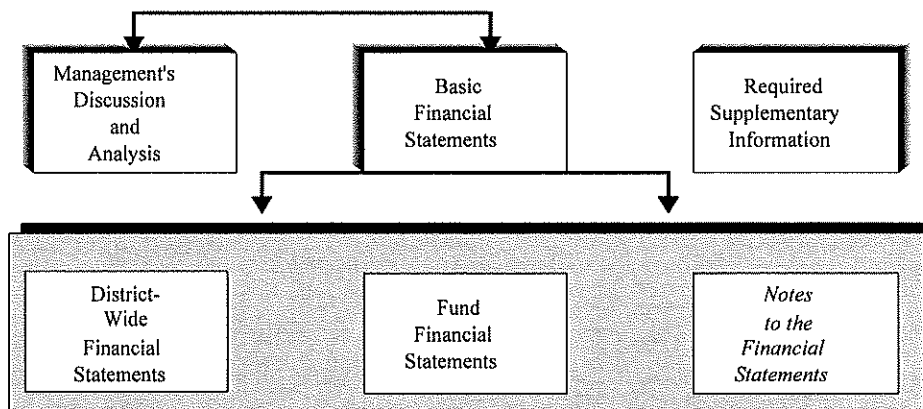 Management's
Discussion
and
Analysis
Basic
Financial
Statements
Required
Supplementary
Information
District-
Wide
Financial
Statements
Fund
Financial
Statements
Notes
to the
Financial
Statements